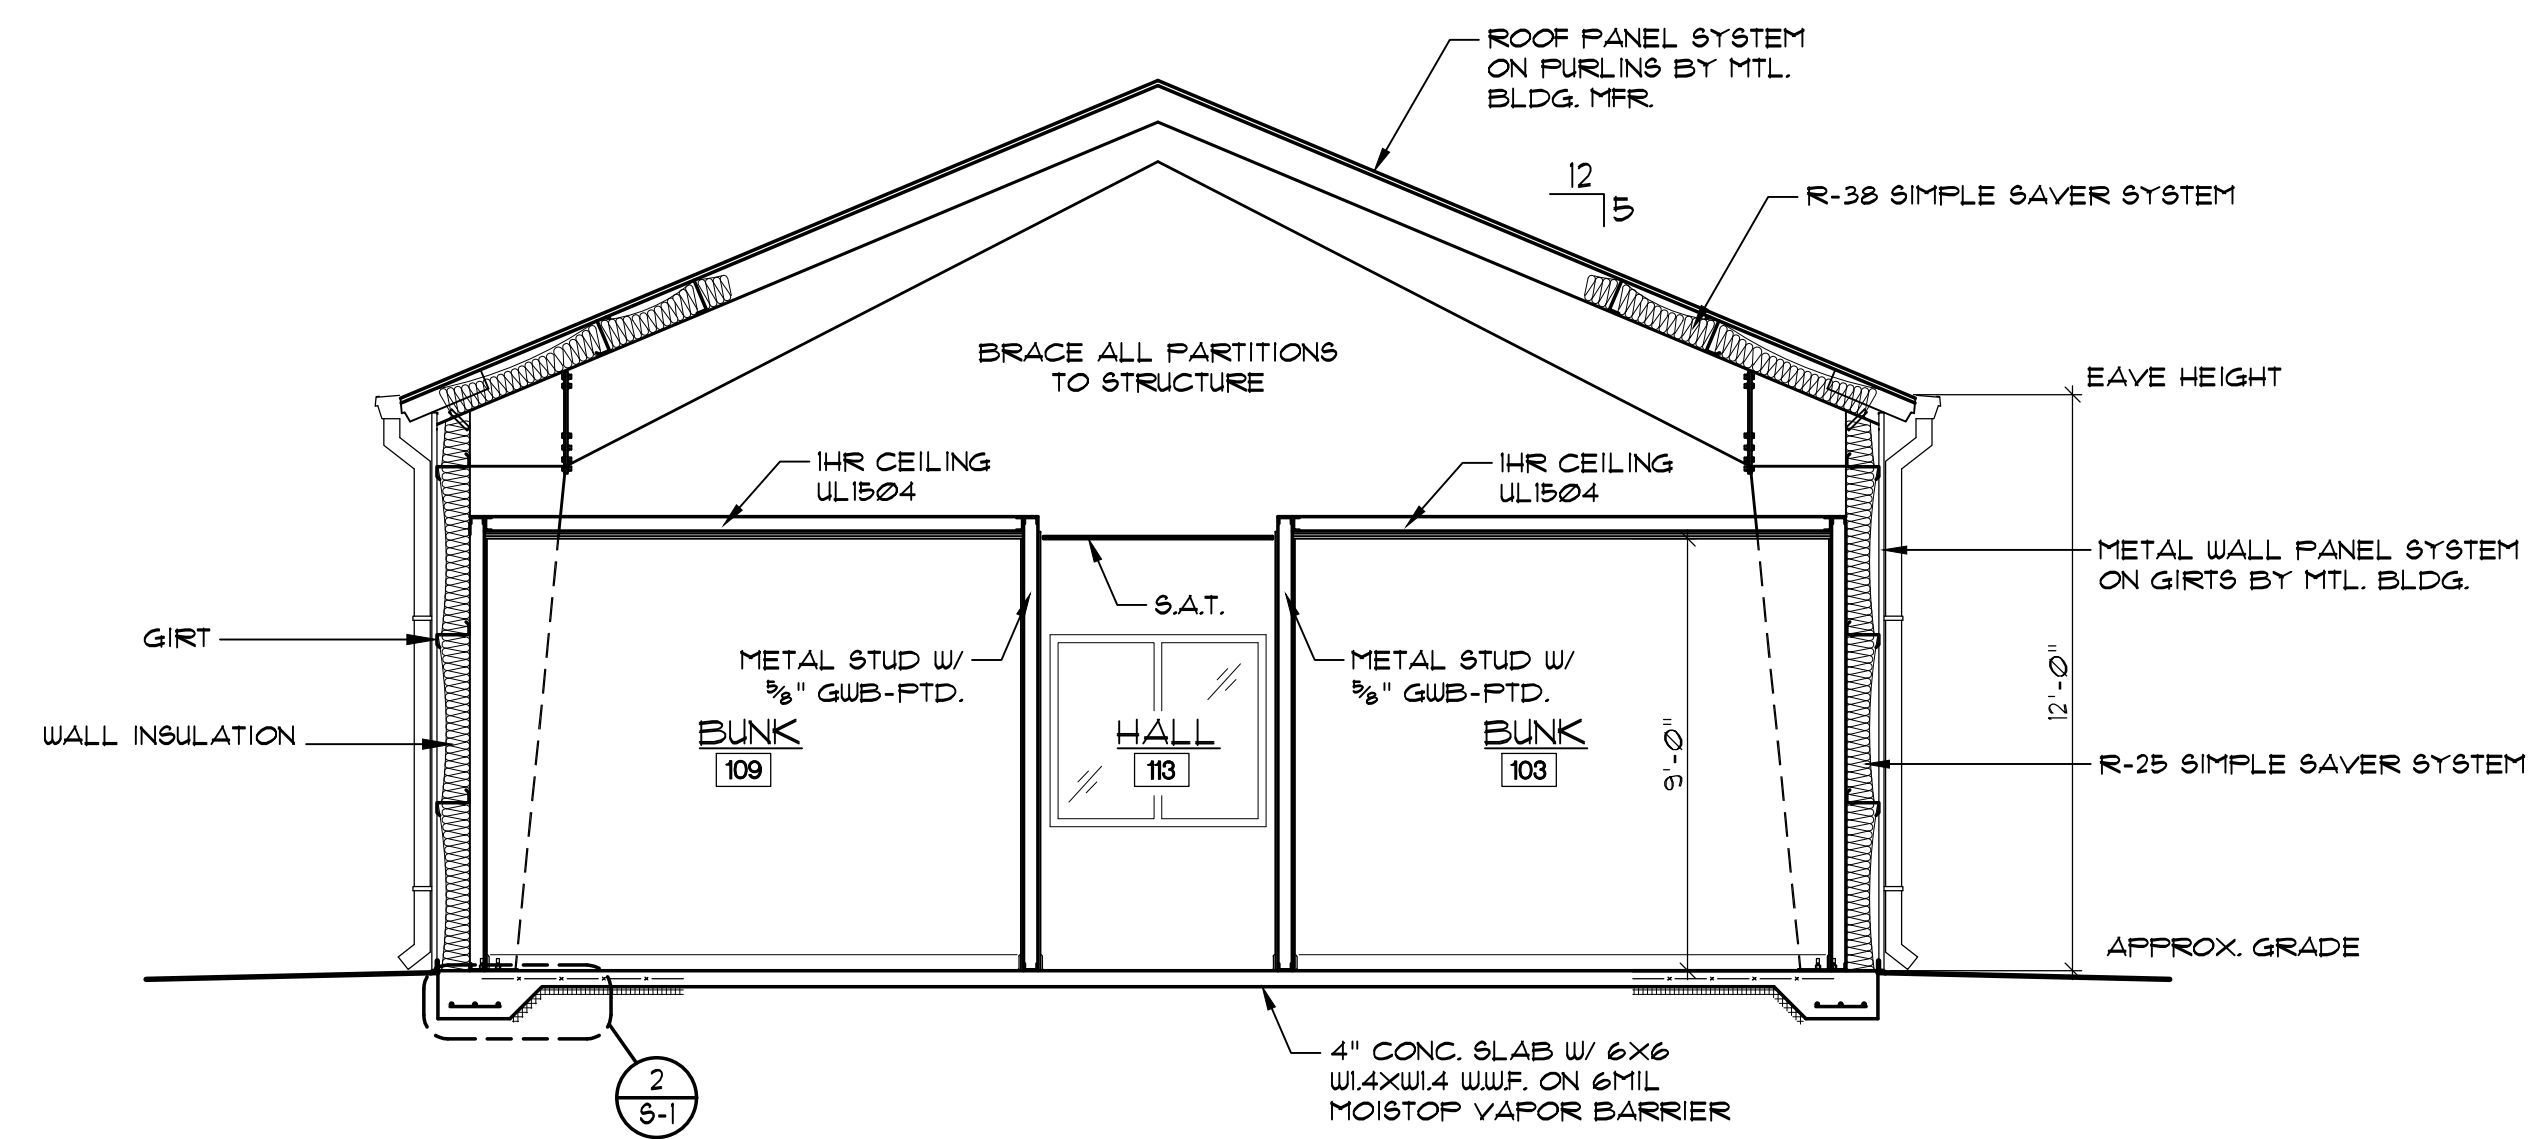 ROOF PANEL SYSTEM
ON PURLINS BY MTL.
BLDG. MFR.
12
5
R-38 SIMPLE SAVER SYSTEM
BRACE ALL PARTITIONS
TO STRUCTURE
EAVE HEIGHT
1HR CEILING
UL1504
1HR CEILING
UL1504
METAL WALL PANEL SYSTEM
ON GIRTS BY MTL. BLDG.
S.A.T.
GIRT
METAL STUD W/
5/8" GWB-PTD.
METAL STUD W/
5/8" GWB-PTD.
WALL INSULATION
BUNK
109
HALL
113
BUNK
103
9'-0"
12'-0"
R-25 SIMPLE SAVER SYSTEM
APPROX. GRADE
4" CONC. SLAB W/ 6X6
W1.4XW1.4 W.W.F. ON 6MIL
MOISTOP VAPOR BARRIER
2
S-1